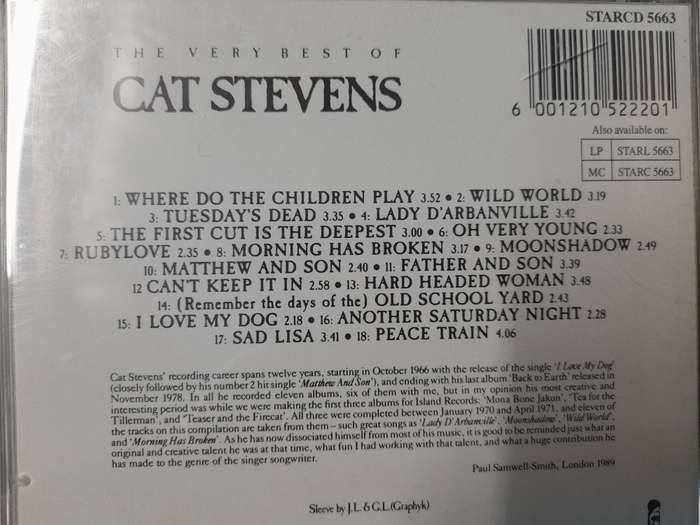 STARCD 5663
THE VERY BEST OF
CAT STEVENS
6 001210 522201
Also available on:
LP STARL 5663
MC STARC 5663
1: WHERE DO THE CHILDREN PLAY 3.52 • 2: WILD WORLD 3.19
3: TUESDAY'S DEAD 3.35 • 4: LADY D'ARBANVILLE 3.42
5: THE FIRST CUT IS THE DEEPEST 3.00 • 6: OH VERY YOUNG 2.33
7: RUBYLOVE 2.35 • 8: MORNING HAS BROKEN 3.17 • 9: MOONSHADOW 2.49
10: MATTHEW AND SON 2.40 • 11: FATHER AND SON 3.39
12 CAN'T KEEP IT IN 2.58 • 13: HARD HEADED WOMAN 3.48
14: (Remember the days of the) OLD SCHOOL YARD 2.43
15: I LOVE MY DOG 2.18 • 16: ANOTHER SATURDAY NIGHT 2.28
17: SAD LISA 3.41 • 18: PEACE TRAIN 4.06
Cat Stevens' recording career spans twelve years, starting in October 1966 with the release of the single 'I Love My Dog'
(closely followed by his number 2 hit single 'Matthew And Son'), and ending with his last album 'Back to Earth' released in
November 1978. In all he recorded eleven albums, six of them with me, but in my opinion his most creative and
interesting period was while we were making the first three albums for Island Records: 'Mona Bone Jakon', 'Tea for the
Tillerman', and 'Teaser and the Firecat'. All three were completed between January 1970 and April 1971, and eleven of
the tracks on this compilation are taken from them – such great songs as 'Lady D'Arbanville', 'Moonshadow', 'Wild World',
and 'Morning Has Broken'. As he has now dissociated himself from most of his music, it is good to be reminded just what an
original and creative talent he was at that time, what fun I had working with that talent, and what a huge contribution he
has made to the genre of the singer songwriter.
Paul Samwell-Smith, London 1989
Sleeve by J.L. & G.L.(Graphyk)